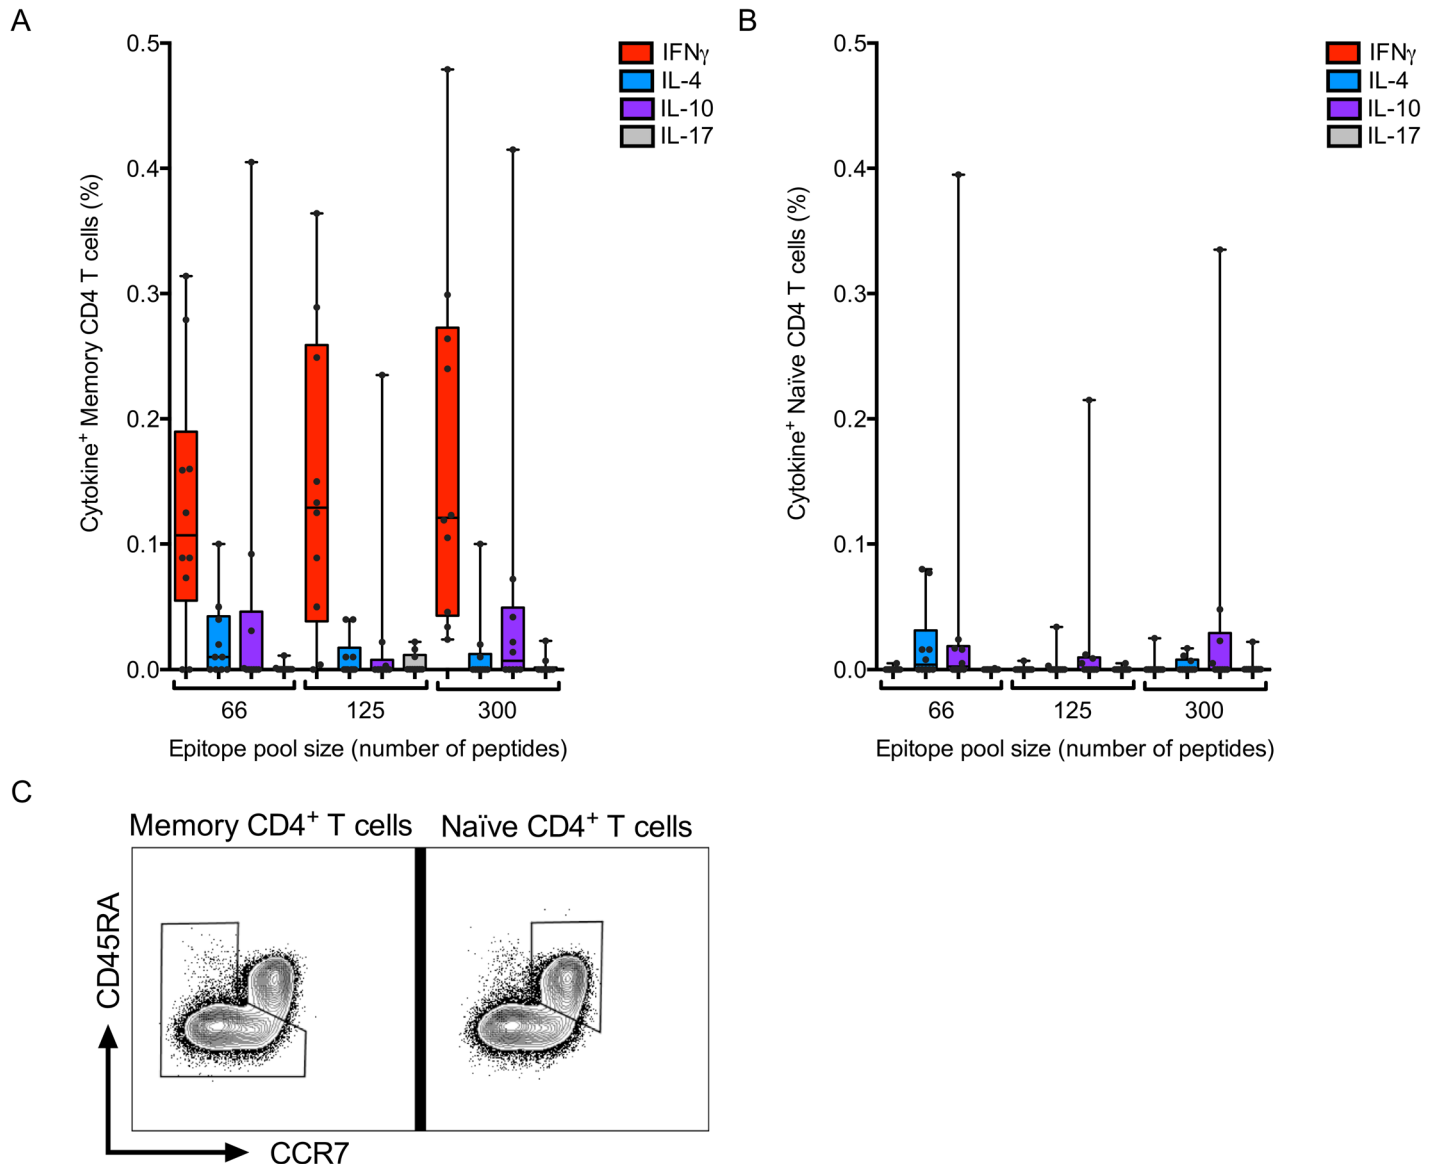 A
B
Cytokine+ Memory CD4 T cells (%)
0.5
0.4
0.3
0.2
0.1
0.0
IFNγ
IL-4
IL-10
IL-17
66
125
300
Epitope pool size (number of peptides)
Cytokine+ Naïve CD4 T cells (%)
0.5
0.4
0.3
0.2
0.1
0.0
IFNγ
IL-4
IL-10
IL-17
66
125
300
Epitope pool size (number of peptides)
C
Memory CD4+ T cells
Naïve CD4+ T cells
CD45RA
CCR7